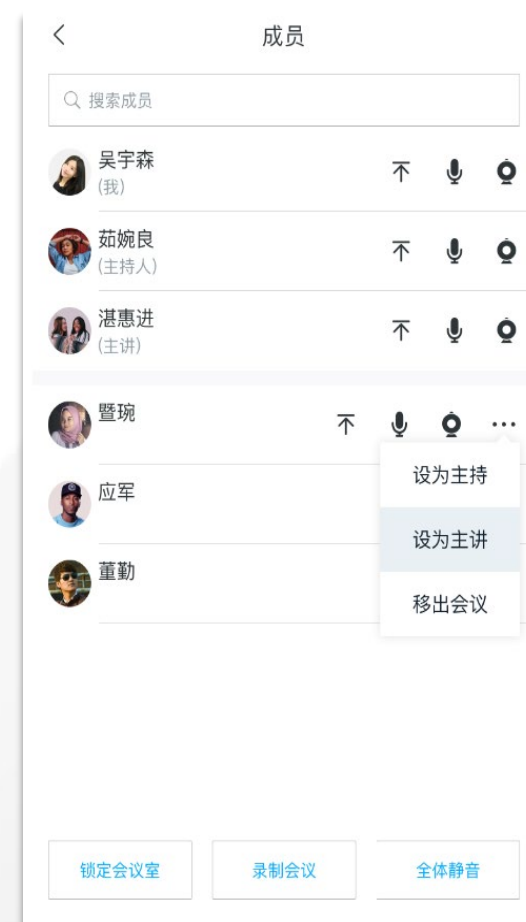 成员
搜索成员
吴宇森
(我)
茹婉良
(主持人)
湛惠进
(主讲)
暨琬
设为主持
应军
设为主讲
董勤
移出会议
锁定会议室
录制会议
全体静音